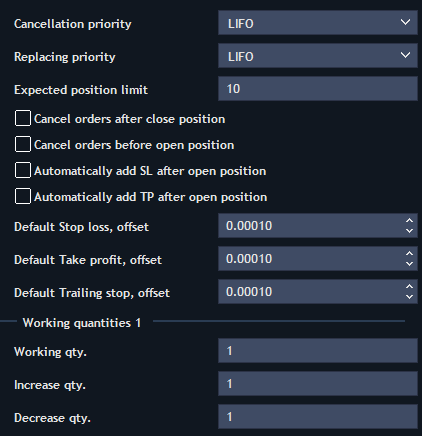 Cancellation priority LIFO
Replacing priority LIFO
Expected position limit 10
Cancel orders after close position
Cancel orders before open position
Automatically add SL after open position
Automatically add TP after open position
Default Stop loss, offset 0.00010
Default Take profit, offset 0.00010
Default Trailing stop, offset 0.00010
Working quantities 1
Working qty. 1
Increase qty. 1
Decrease qty. 1